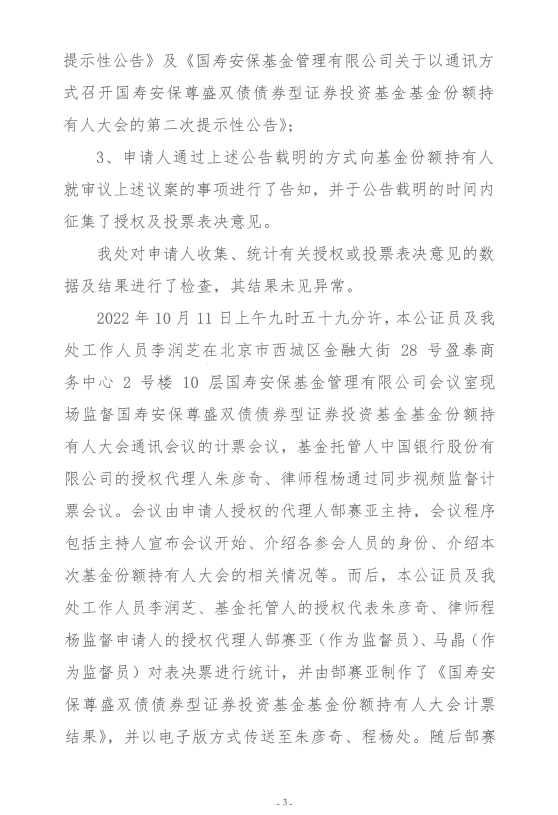 提示性公告》及《国寿安保基金管理有限公司关于以通讯方
式召开国寿安保尊盛双债债券型证券投资基金基金份额持
有人大会的第二次提示性公告》;
3、申请人通过上述公告载明的方式向基金份额持有人
就审议上述议案的事项进行了告知，并于公告载明的时间内
征集了授权及投票表决意见。
我处对申请人收集、统计有关授权或投票表决意见的数
据及结果进行了检查，其结果未见异常。
2022 年 10 月 11 日上午九时五十九分许，本公证员及我
处工作人员李润芝在北京市西城区金融大街 28 号盈泰商
务中心 2 号楼 10 层国寿安保基金管理有限公司会议室现
场监督国寿安保尊盛双债债券型证券投资基金基金份额持
有人大会通讯会议的计票会议，基金托管人中国银行股份有
限公司的授权代理人朱彦奇、律师程杨通过同步视频监督计
票会议。会议由申请人授权的代理人郜赛亚主持，会议程序
包括主持人宣布会议开始、介绍各参会人员的身份、介绍本
次基金份额持有人大会的相关情况等。而后，本公证员及我
处工作人员李润芝、基金托管人的授权代表朱彦奇、律师程
杨监督申请人的授权代理人郜赛亚（作为监督员）、马晶（作
为监督员）对表决票进行统计，并由郜赛亚制作了《国寿安
保尊盛双债债券型证券投资基金基金份额持有人大会计票
结果》，并以电子版方式传送至朱彦奇、程杨处。随后郜赛
- 3 -